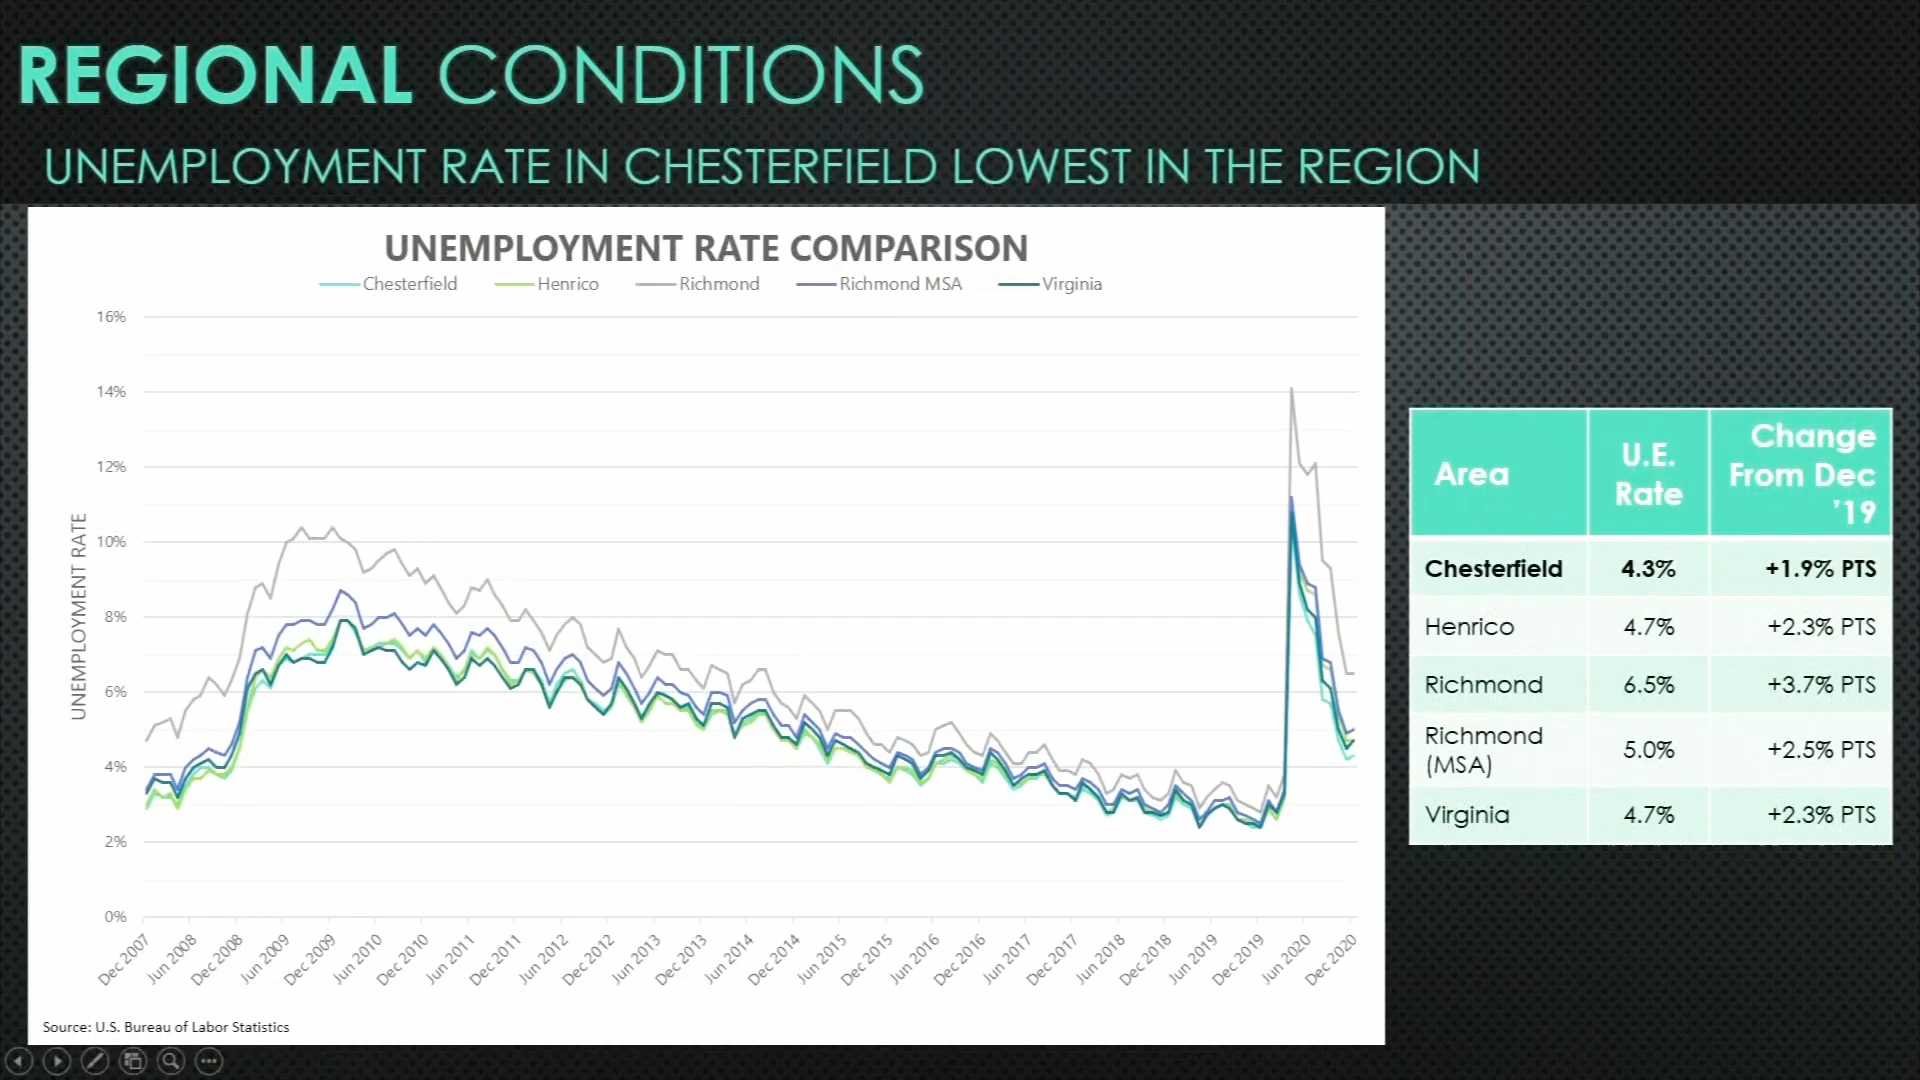 REGIONAL CONDITIONS
UNEMPLOYMENT RATE IN CHESTERFIELD LOWEST IN THE REGION
UNEMPLOYMENT RATE COMPARISON
Chesterfield Henrico Richmond Richmond MSA Virginia
16%
14%
12%
10%
8%
6%
4%
2%
0%
UNEMPLOYMENT RATE
Dec 2007 Jun 2008 Dec 2008 Jun 2009 Dec 2009 Jun 2010 Dec 2010 Jun 2011 Dec 2011 Jun 2012 Dec 2012 Jun 2013 Dec 2013 Jun 2014 Dec 2014 Jun 2015 Dec 2015 Jun 2016 Dec 2016 Jun 2017 Dec 2017 Jun 2018 Dec 2018 Jun 2019 Dec 2019 Jun 2020 Dec 2020
Source: U.S. Bureau of Labor Statistics
Area
U.E.
Rate
Change
From Dec
'19
Chesterfield 4.3% +1.9% PTS
Henrico 4.7% +2.3% PTS
Richmond 6.5% +3.7% PTS
Richmond
(MSA) 5.0% +2.5% PTS
Virginia 4.7% +2.3% PTS